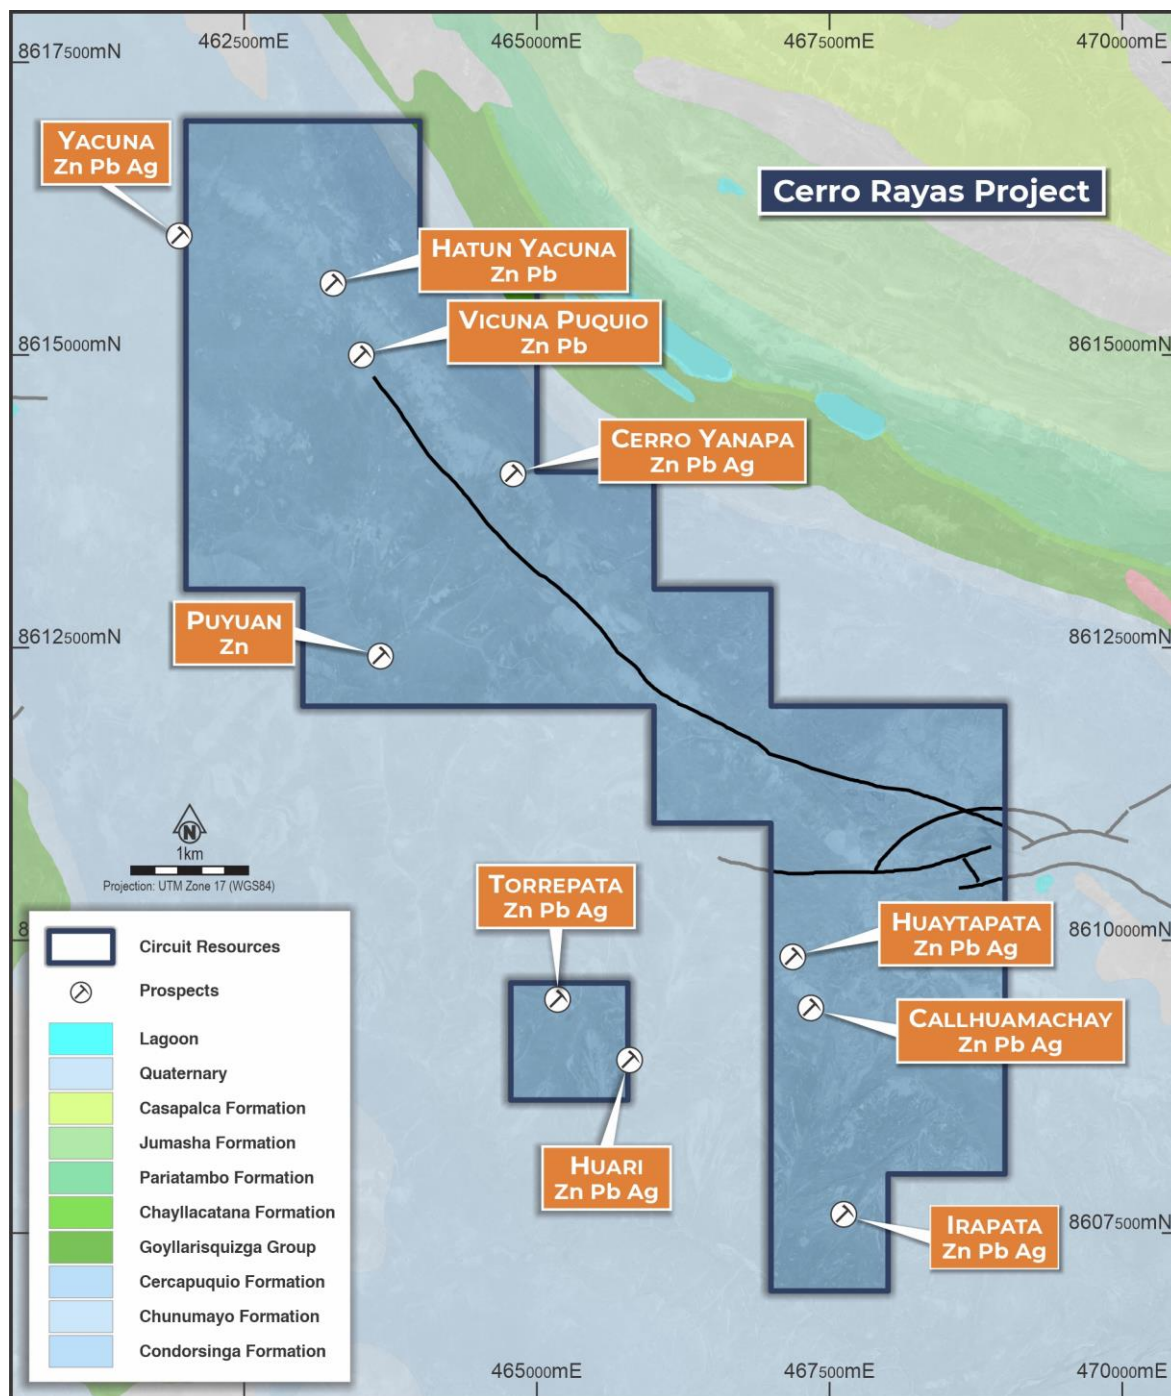 462500mE 465000mE 467500mE 470000mE
8617500mN
YACUNA
Zn Pb Ag
Cerro Rayas Project
HATUN YACUNA
Zn Pb
VICUNA PUQUIO
Zn Pb
8615000mN
8615000mN
CERRO YANAPA
Zn Pb Ag
PUYUAN
Zn
8612500mN
8612500mN
N
1km
Projection: UTM Zone 17 (WGS84)
TORREPATA
Zn Pb Ag
HUAYTAPATA
Zn Pb Ag
8610000mN
CALLHUAMACHAY
Zn Pb Ag
HUARI
Zn Pb Ag
IRAPATA
Zn Pb Ag
8607500mN
Circuit Resources
Prospects
Lagoon
Quaternary
Casapalca Formation
Jumasha Formation
Pariatambo Formation
Chayllacatana Formation
Goyllarisquizga Group
Cercapuquio Formation
Chunumayo Formation
Condorsinga Formation
465000mE 467500mE 470000mE